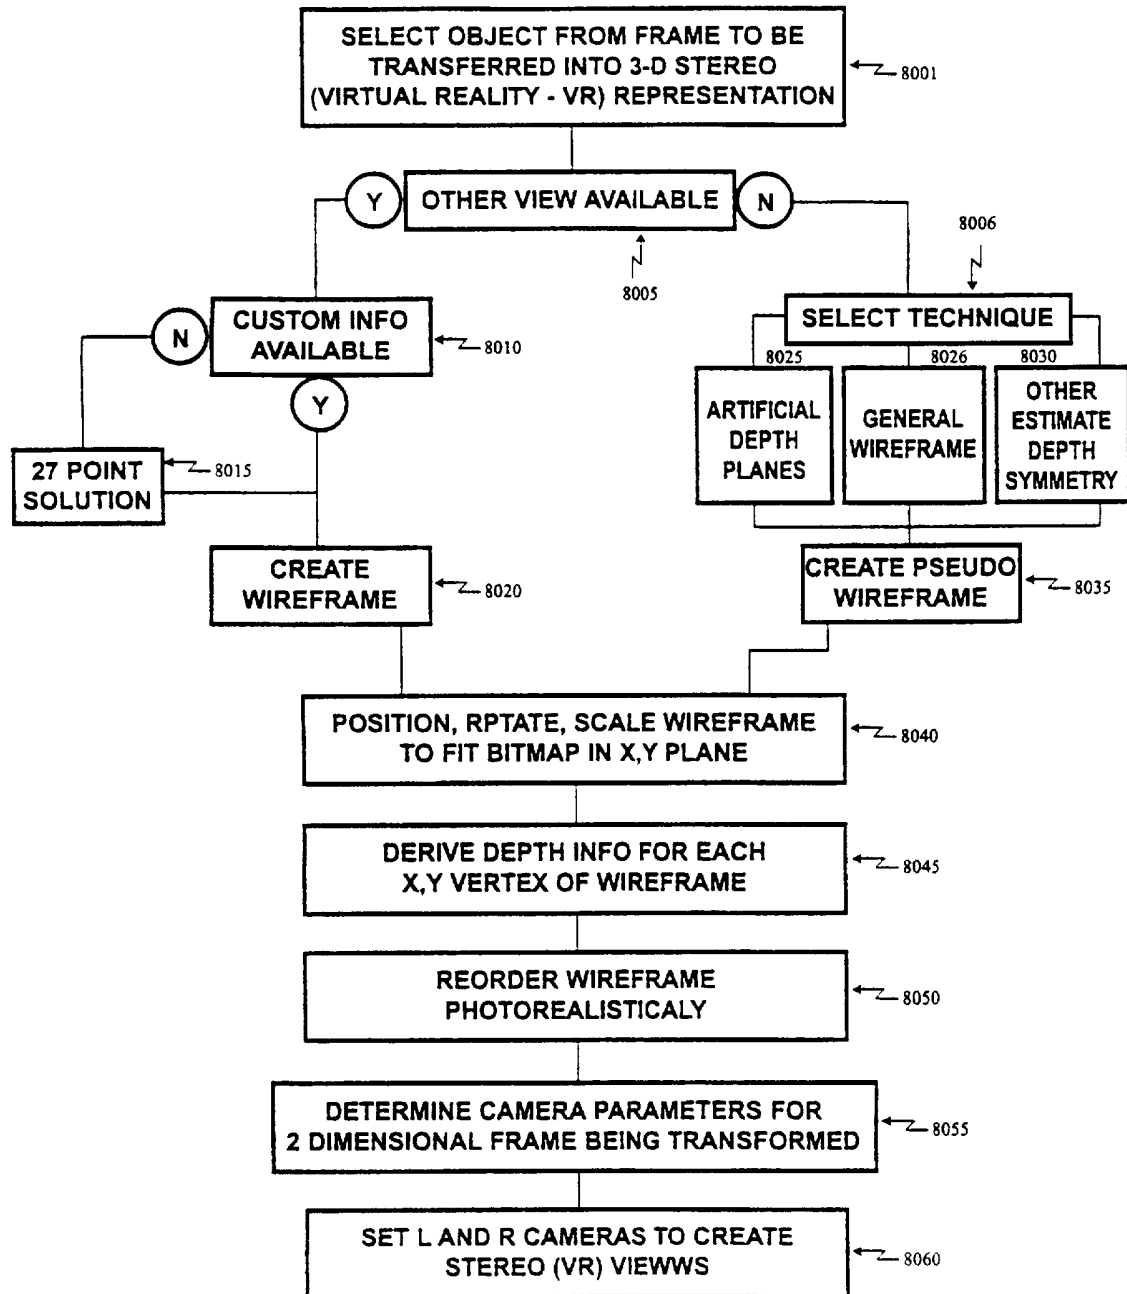 SELECT OBJECT FROM FRAME TO BE
TRANSFERRED INTO 3-D STEREO
(VIRTUAL REALITY - VR) REPRESENTATION
8001
Y
OTHER VIEW AVAILABLE
N
8005
8006
N
CUSTOM INFO
AVAILABLE
8010
Y
SELECT TECHNIQUE
8025
8026
8030
ARTIFICIAL
DEPTH
PLANES
GENERAL
WIREFRAME
OTHER
ESTIMATE
DEPTH
SYMMETRY
27 POINT
SOLUTION
8015
CREATE
WIREFRAME
8020
CREATE PSEUDO
WIREFRAME
8035
POSITION, RPTATE, SCALE WIREFRAME
TO FIT BITMAP IN X,Y PLANE
8040
DERIVE DEPTH INFO FOR EACH
X,Y VERTEX OF WIREFRAME
8045
REORDER WIREFRAME
PHOTOREALISTICALY
8050
DETERMINE CAMERA PARAMETERS FOR
2 DIMENSIONAL FRAME BEING TRANSFORMED
8055
SET L AND R CAMERAS TO CREATE
STEREO (VR) VIEWWS
8060